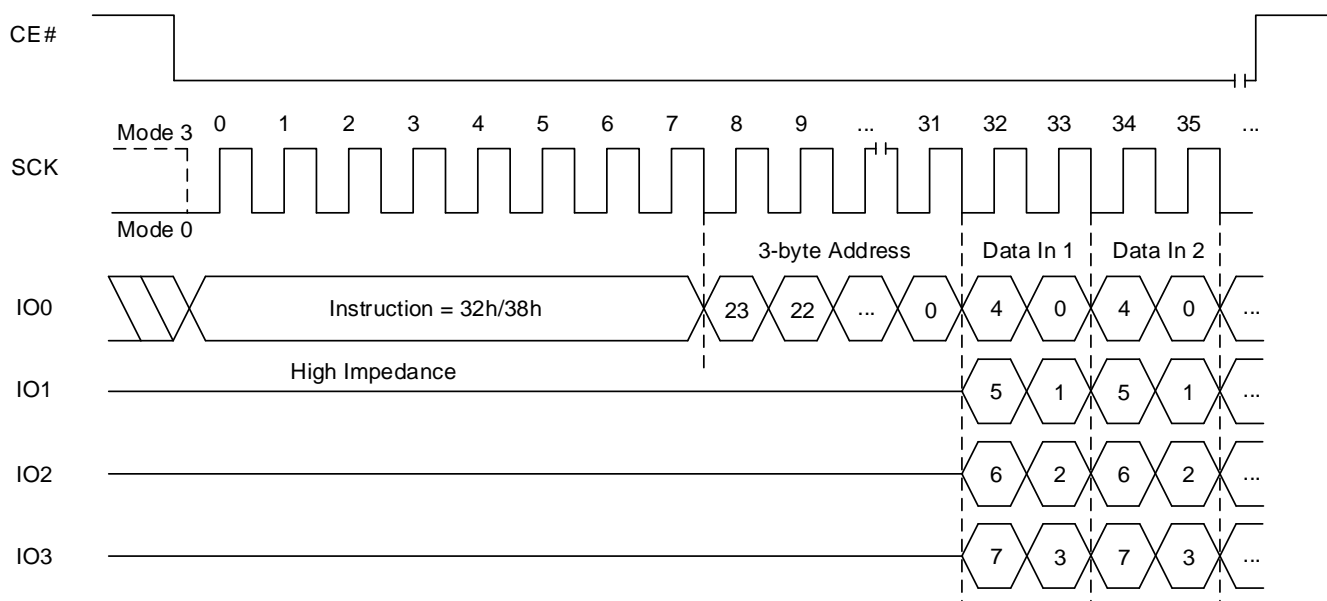 CE#
Mode 3 0 1 2 3 4 5 6 7 8 9 ... 31 32 33 34 35 ...
SCK
Mode 0
3-byte Address Data In 1 Data In 2
IO0 Instruction = 32h/38h 23 22 ... 0 4 0 4 0 ...
High Impedance
IO1 5 1 5 1 ...
IO2 6 2 6 2 ...
IO3 7 3 7 3 ...